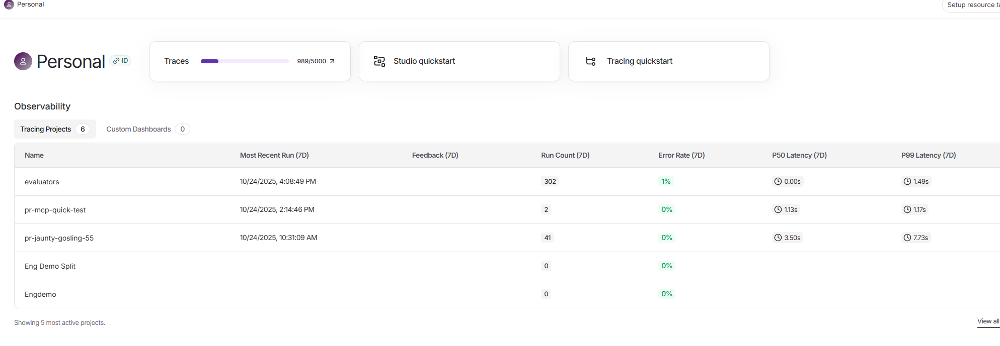 Personal
Setup resource ta
Personal ID
Traces 989/5000
Studio quickstart
Tracing quickstart
Observability
Tracing Projects 6 Custom Dashboards 0
Name Most Recent Run (7D) Feedback (7D) Run Count (7D) Error Rate (7D) P50 Latency (7D) P99 Latency (7D)
evaluators 10/24/2025, 4:08:49 PM 302 1% 0.00s 1.49s
pr-mcp-quick-test 10/24/2025, 2:14:46 PM 2 0% 1.13s 1.17s
pr-jaunty-gosling-55 10/24/2025, 10:31:09 AM 41 0% 3.50s 7.73s
Eng Demo Split 0 0%
Engdemo 0 0%
Showing 5 most active projects. View all